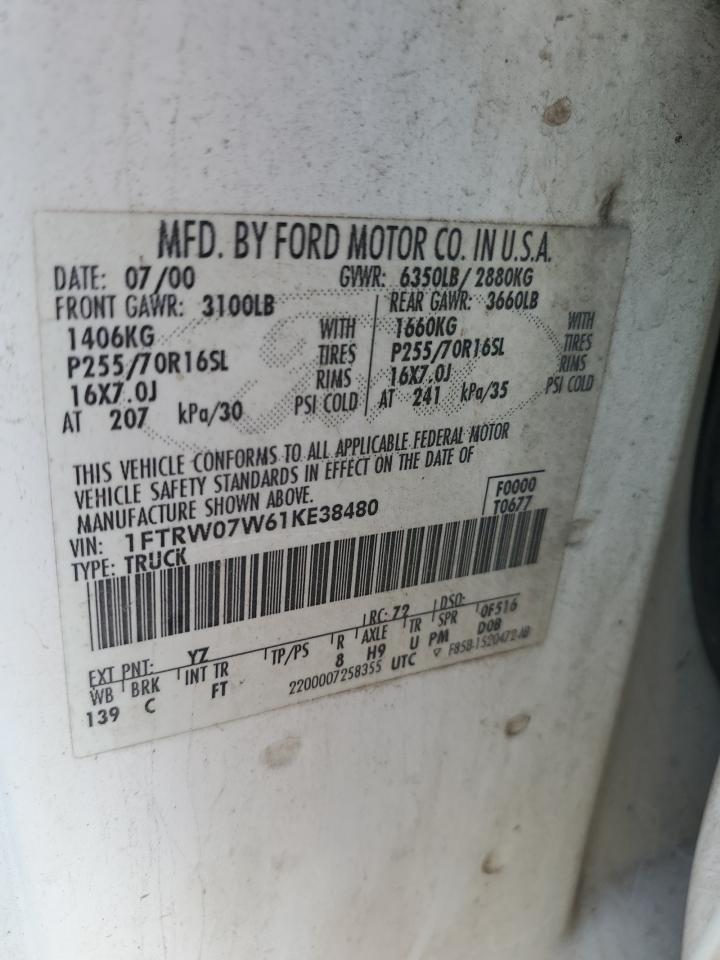 MFD. BY FORD MOTOR CO. IN U.S.A.
DATE: 07/00 GVWR: 6350LB/ 2880KG
FRONT GAWR: 3100LB REAR GAWR: 3660LB
1406KG WITH 1660KG WITH
P255/70R16SL TIRES P255/70R16SL TIRES
16X7.0J RIMS 16X7.0J RIMS
AT 207 kPa/30 PSI COLD AT 241 kPa/35 PSI COLD
THIS VEHICLE CONFORMS TO ALL APPLICABLE FEDERAL MOTOR
VEHICLE SAFETY STANDARDS IN EFFECT ON THE DATE OF
MANUFACTURE SHOWN ABOVE.
F0000
VIN: 1FTRW07W61KE38480 T0677
TYPE: TRUCK
EXT PNT: YZ RC: 72 DSO:
WB BRK INT TR TP/PS R AXLE TR SPR 0F516
139 C FT 8 H9 U PM D0B
2200007258355 UTC ▽ F85B-1520472-AB